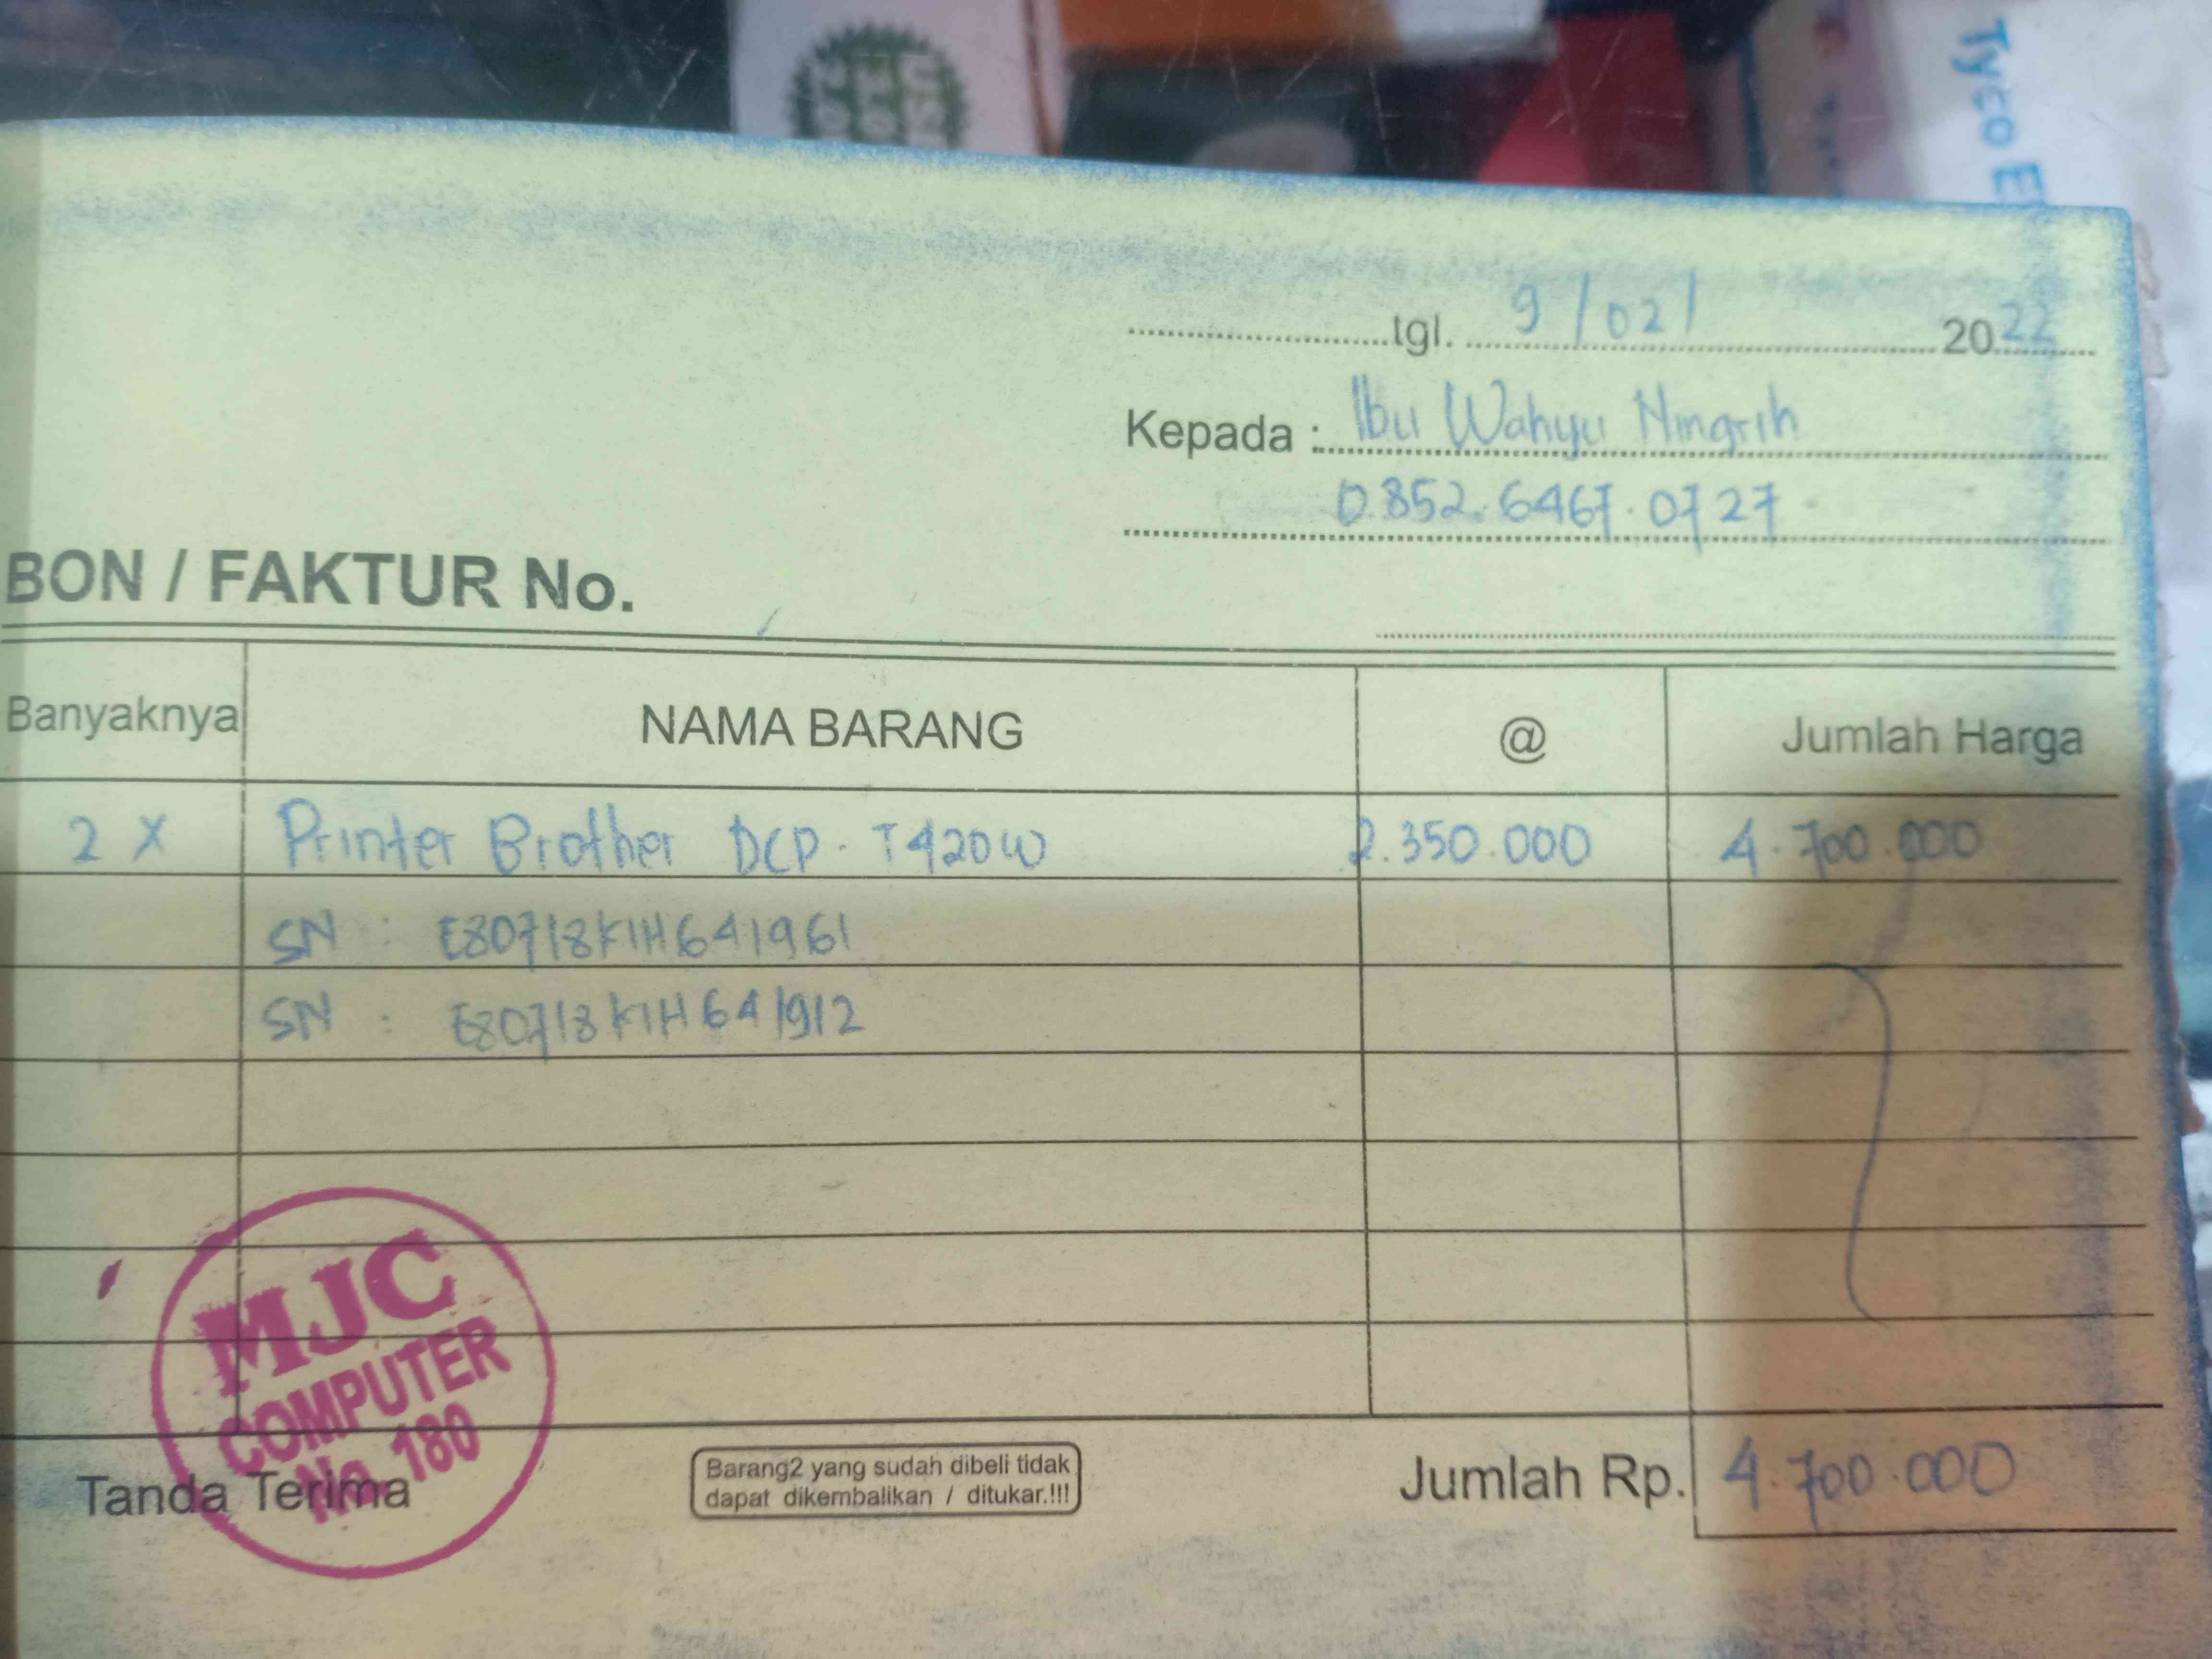 Tyco E
tgl. 9/02/ 2022
Kepada : Ibu Wahyu Ningrih
0852.6467.0727.
BON / FAKTUR No.
Banyaknya NAMA BARANG @ Jumlah Harga
2 X Printer Brother DCP. T420W 2.350.000 4.700.000
SN : E80718K1H641961
SN : E80718K1H641912
MJC
COMPUTER
No. 180
Tanda Terima
Barang2 yang sudah dibeli tidak
dapat dikembalikan / ditukar.!!!
Jumlah Rp. 4.700.000